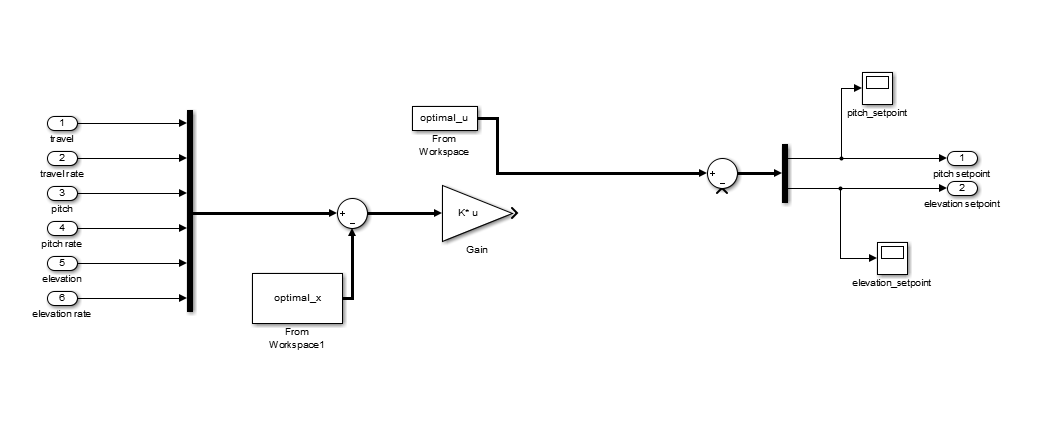 1
travel
2
travel rate
3
pitch
4
pitch rate
5
elevation
6
elevation rate
+
−
optimal_x
From
Workspace1
optimal_u
From
Workspace
K* u
Gain
+
−
pitch_setpoint
1
pitch setpoint
2
elevation setpoint
elevation_setpoint